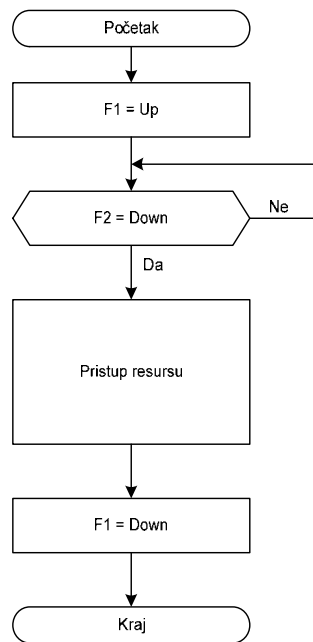 Početak
F1 = Up
F2 = Down
Ne
Da
Pristup resursu
F1 = Down
Kraj